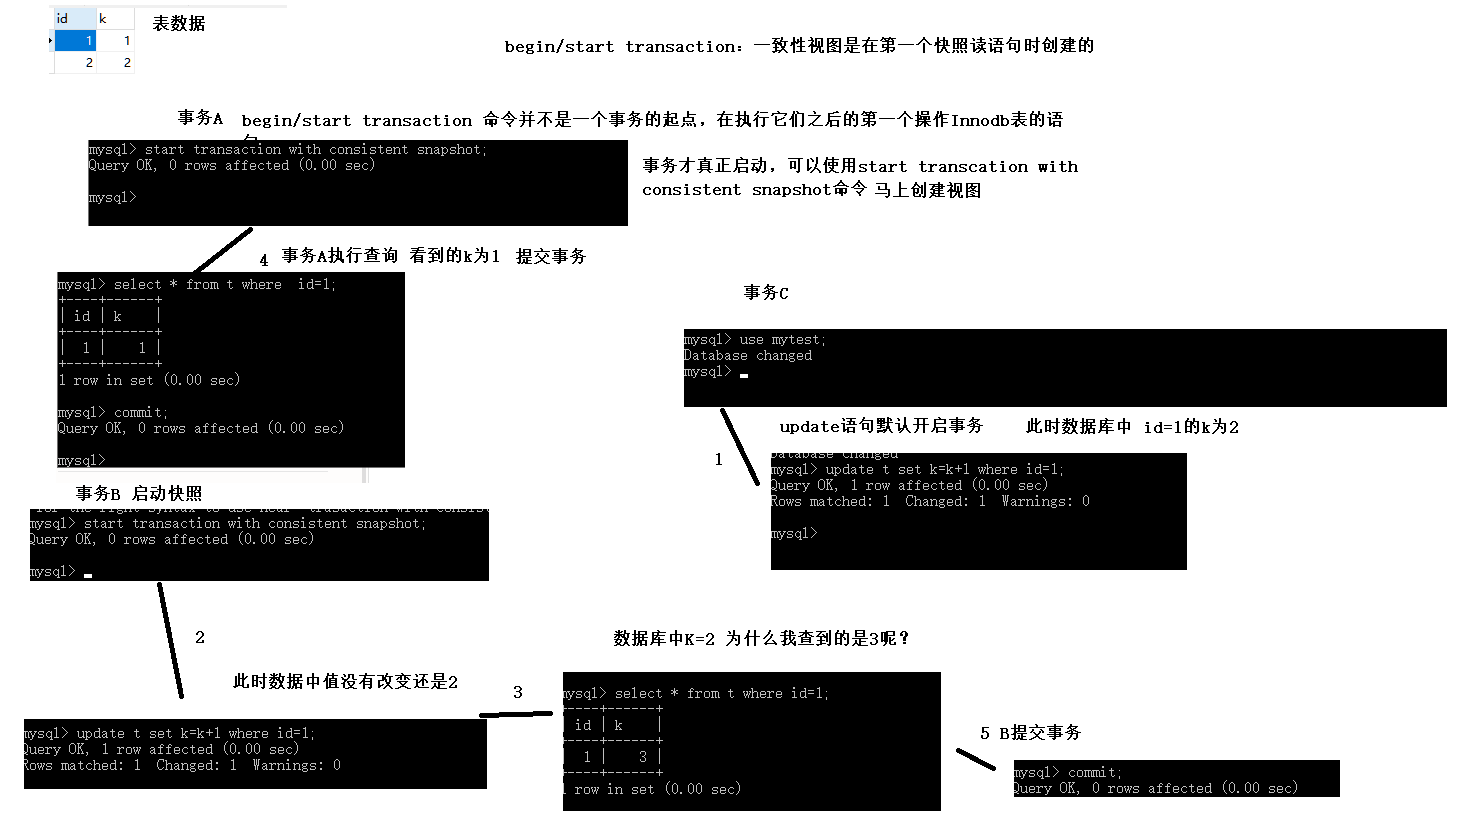 id k
1 1
2 2
表数据
begin/start transaction: 一致性视图是在第一个快照读语句时创建的
事务A
begin/start transaction 命令并不是一个事务的起点，在执行它们之后的第一个操作Innodb表的语
mysql> start transaction with consistent snapshot;
Query OK, 0 rows affected (0.00 sec)
mysql>
事务才真正启动，可以使用start transcation with
consistent snapshot命令 马上创建视图
4 事务A执行查询 看到的k为1 提交事务
mysql> select * from t where  id=1;
+----+------+
| id | k    |
+----+------+
|  1 |    1 |
+----+------+
1 row in set (0.00 sec)
mysql> commit;
Query OK, 0 rows affected (0.00 sec)
mysql>
事务C
mysql> use mytest;
Database changed
mysql>
update语句默认开启事务 此时数据库中 id=1的k为2
1
Database changed
mysql> update t set k=k+1 where id=1;
Query OK, 1 row affected (0.00 sec)
Rows matched: 1  Changed: 1  Warnings: 0
mysql>
事务B 启动快照
mysql> start transaction with consistent snapshot;
Query OK, 0 rows affected (0.00 sec)
mysql>
2
此时数据中值没有改变还是2
mysql> update t set k=k+1 where id=1;
Query OK, 1 row affected (0.00 sec)
Rows matched: 1  Changed: 1  Warnings: 0
3
数据库中K=2 为什么我查到的是3呢？
mysql> select * from t where id=1;
+----+------+
| id | k    |
+----+------+
|  1 |    3 |
+----+------+
1 row in set (0.00 sec)
5 B提交事务
mysql> commit;
Query OK, 0 rows affected (0.00 sec)